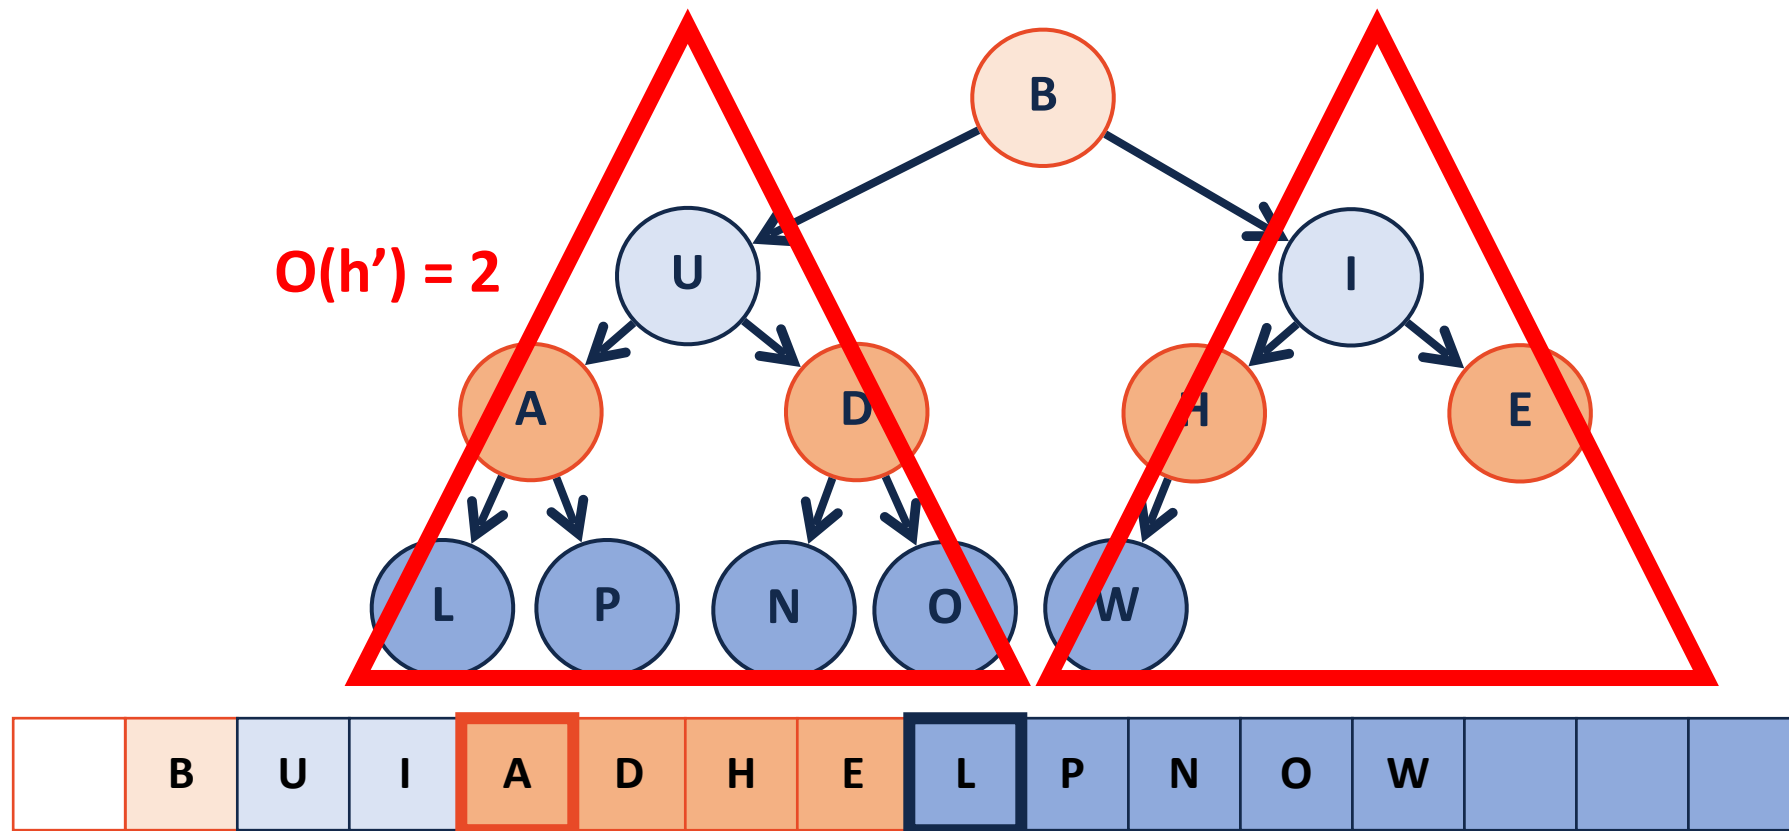 B
U I
O(h’) = 2
A D H E
L P N O W
B U I A D H E L P N O W